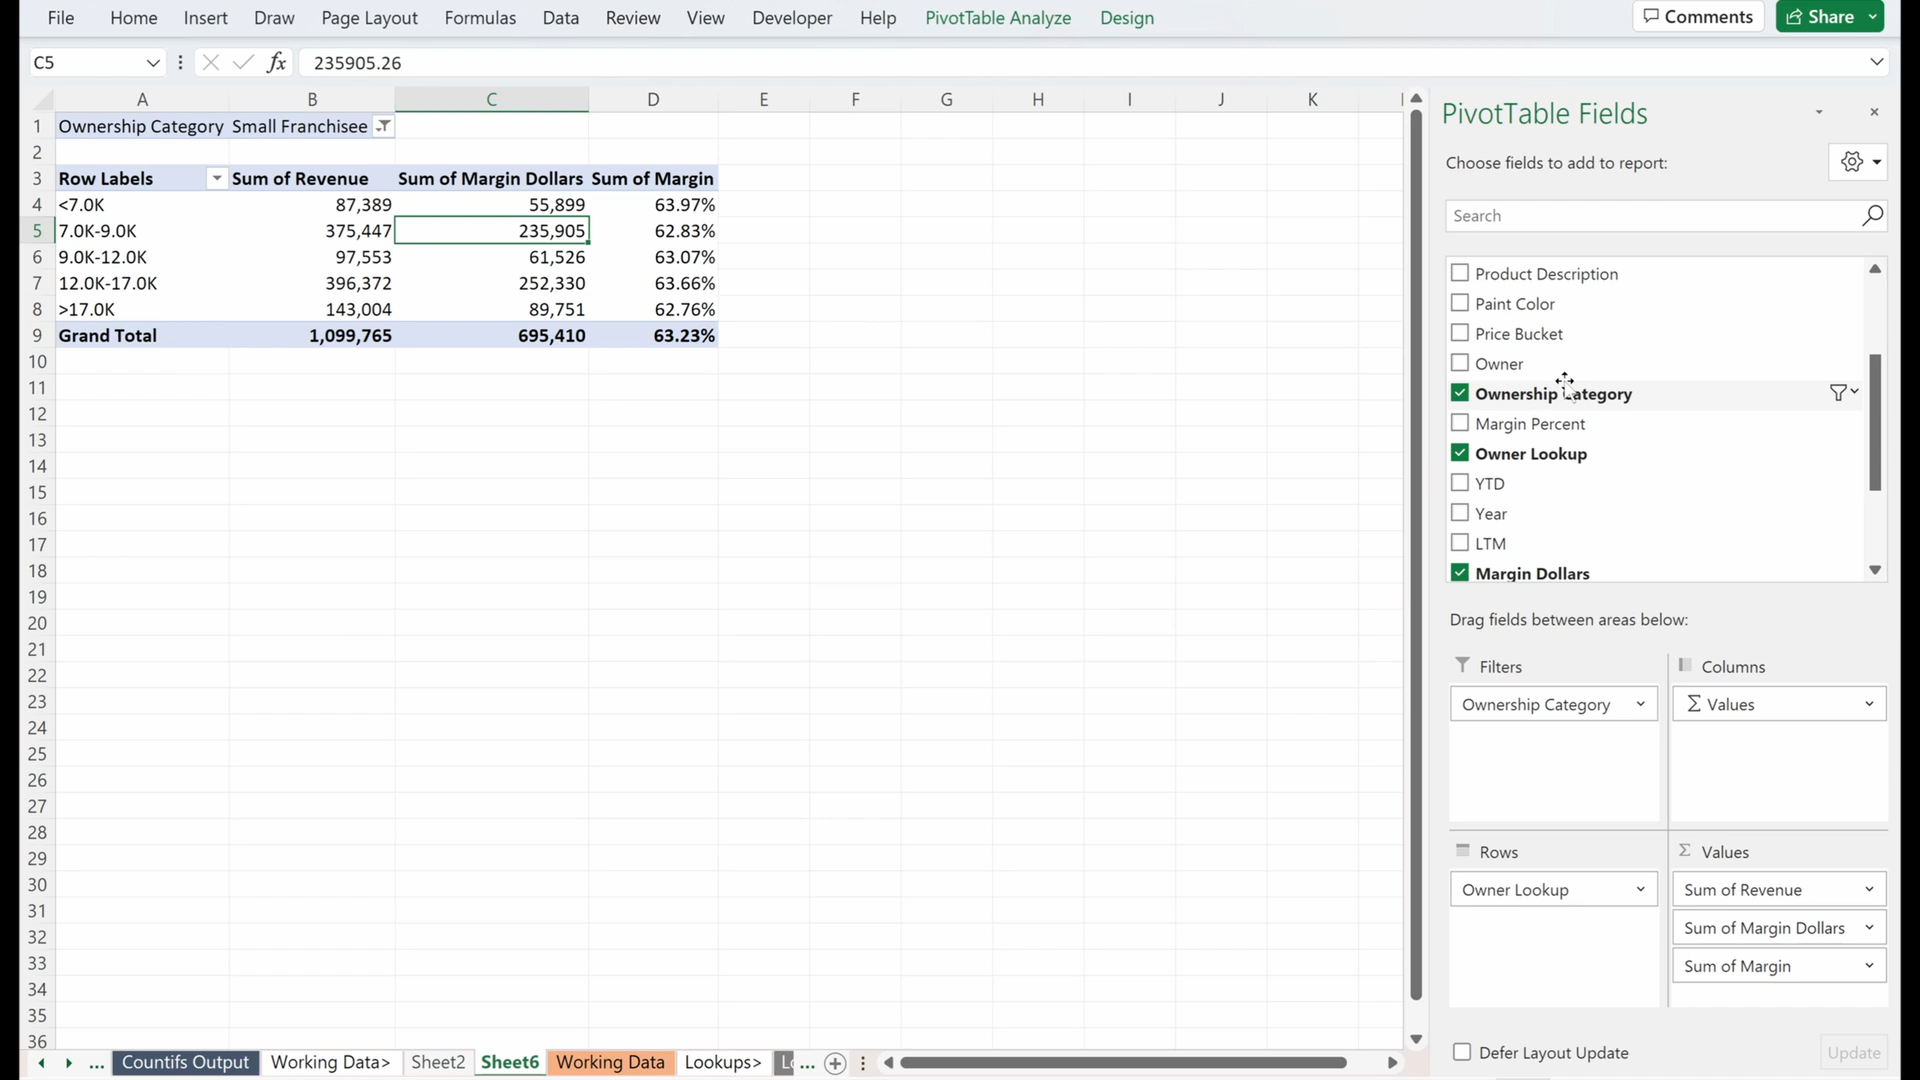 File Home Insert Draw Page Layout Formulas Data Review View Developer Help PivotTable Analyze Design Comments Share
C5 fx 235905.26
A B C D E F G H I J K
1 Ownership Category Small Franchisee
2
3 Row Labels Sum of Revenue Sum of Margin Dollars Sum of Margin
4 <7.0K 87,389 55,899 63.97%
5 7.0K-9.0K 375,447 235,905 62.83%
6 9.0K-12.0K 97,553 61,526 63.07%
7 12.0K-17.0K 396,372 252,330 63.66%
8 >17.0K 143,004 89,751 62.76%
9 Grand Total 1,099,765 695,410 63.23%
10
11
12
13
14
15
16
17
18
19
20
21
22
23
24
25
26
27
28
29
30
31
32
33
34
35
36
... Countifs Output Working Data> Sheet2 Sheet6 Working Data Lookups> ...
PivotTable Fields
Choose fields to add to report:
Search
Product Description
Paint Color
Price Bucket
Owner
Ownership Category
Margin Percent
Owner Lookup
YTD
Year
LTM
Margin Dollars
Drag fields between areas below:
Filters
Ownership Category
Columns
Σ Values
Rows
Owner Lookup
Σ Values
Sum of Revenue
Sum of Margin Dollars
Sum of Margin
Defer Layout Update Update